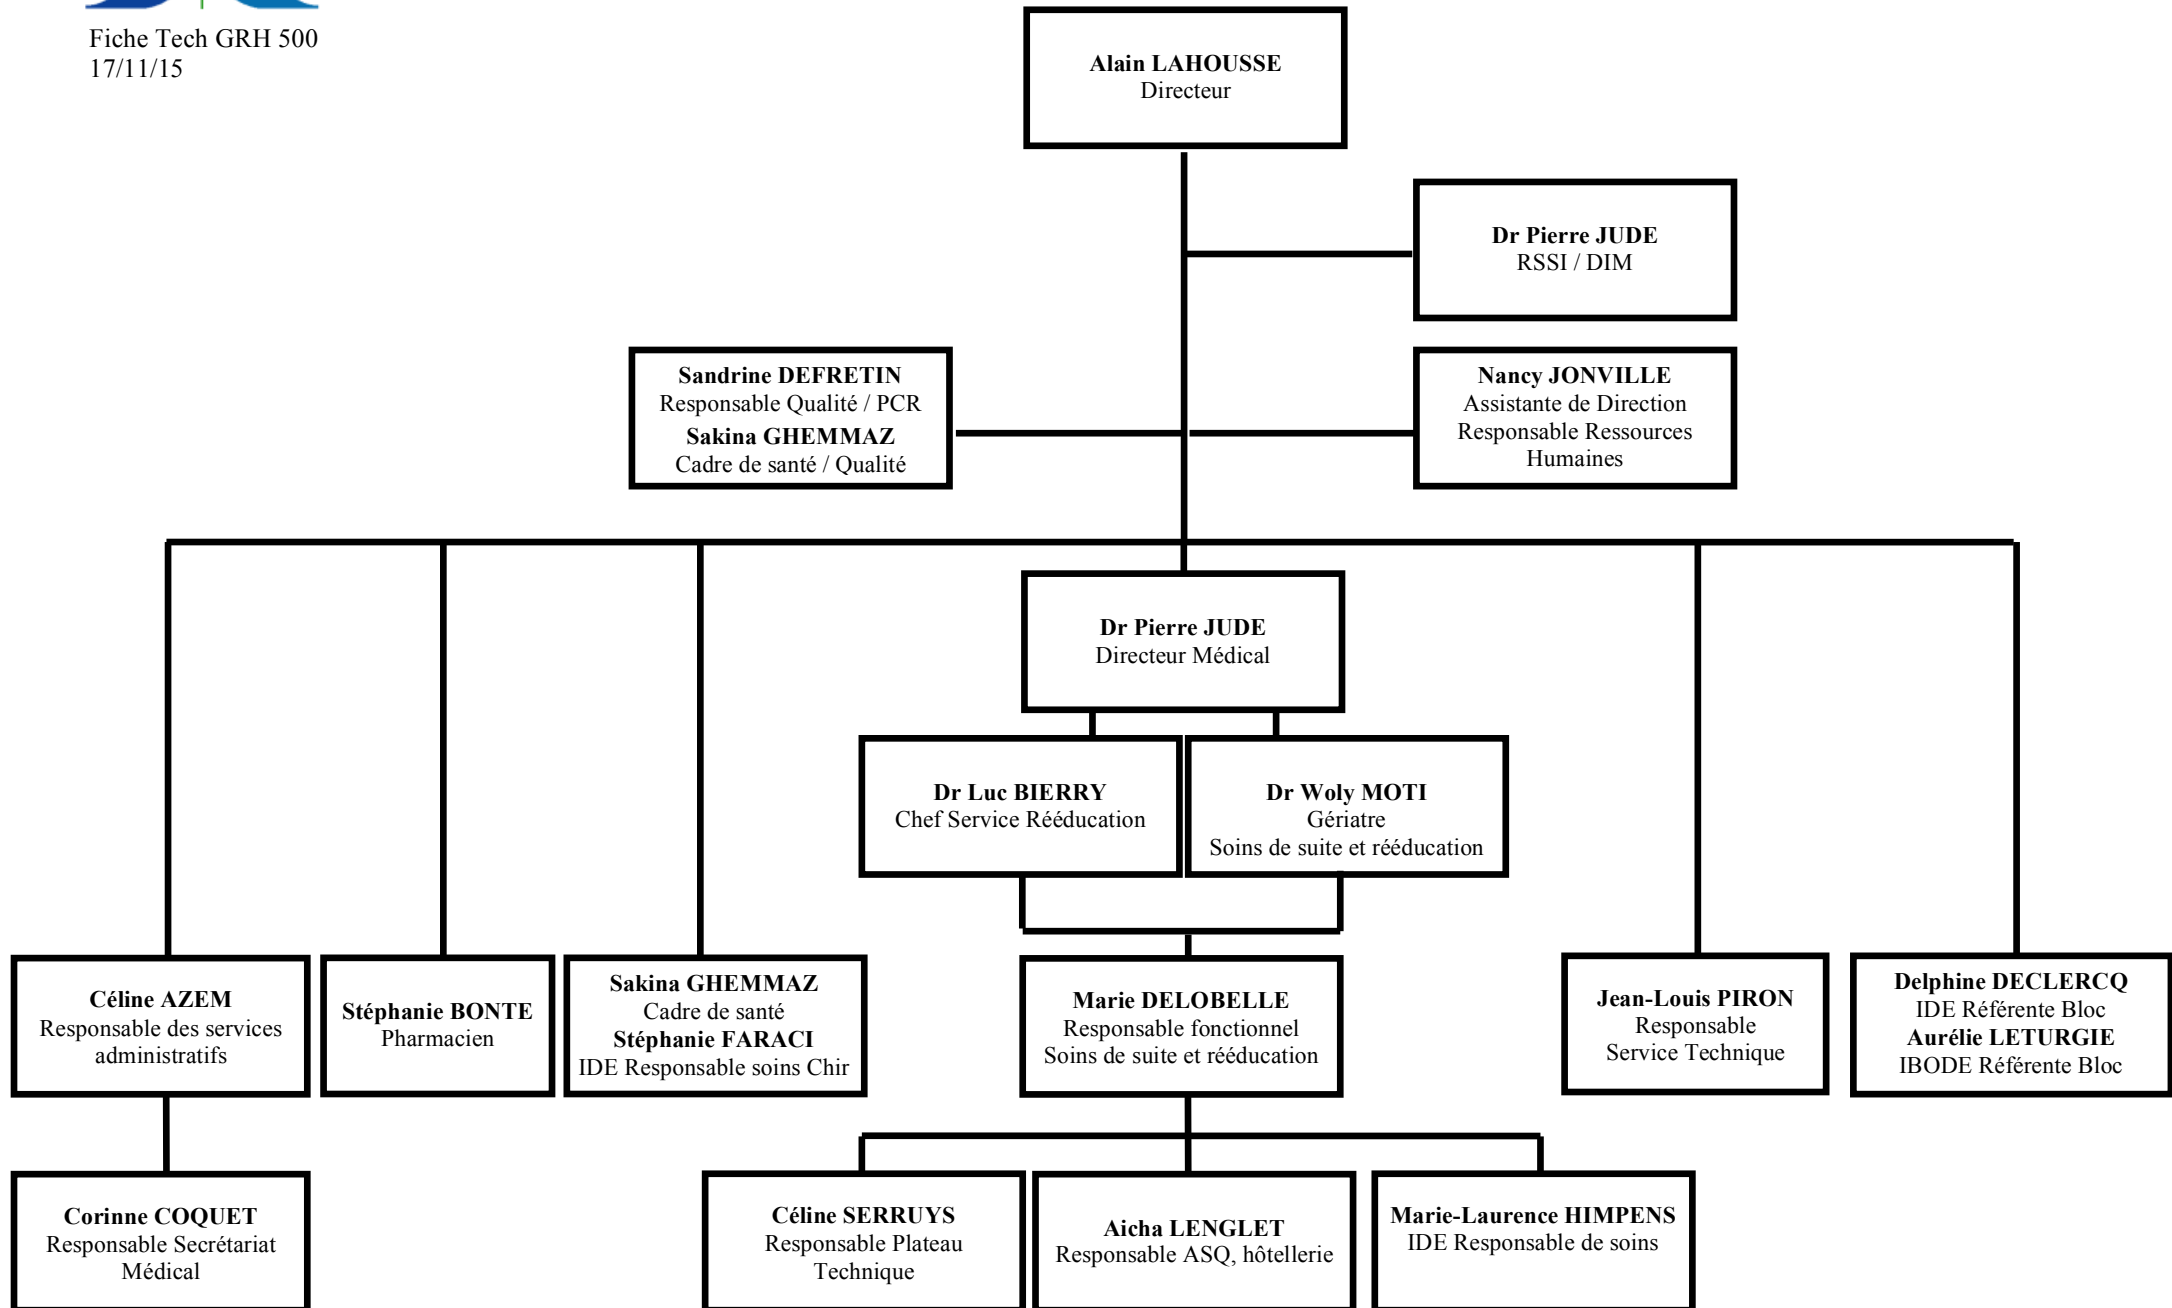 Fiche Tech GRH 500
17/11/15
Alain LAHOUSSE
Directeur
Dr Pierre JUDE
RSSI / DIM
Sandrine DEFRETIN
Responsable Qualité / PCR
Sakina GHEMMAZ
Cadre de santé / Qualité
Nancy JONVILLE
Assistante de Direction
Responsable Ressources
Humaines
Dr Pierre JUDE
Directeur Médical
Dr Luc BIERRY
Chef Service Rééducation
Dr Woly MOTI
Gériatre
Soins de suite et rééducation
Céline AZEM
Responsable des services
administratifs
Stéphanie BONTE
Pharmacien
Sakina GHEMMAZ
Cadre de santé
Stéphanie FARACI
IDE Responsable soins Chir
Marie DELOBELLE
Responsable fonctionnel
Soins de suite et rééducation
Jean-Louis PIRON
Responsable
Service Technique
Delphine DECLERCQ
IDE Référente Bloc
Aurélie LETURGIE
IBODE Référente Bloc
Corinne COQUET
Responsable Secrétariat
Médical
Céline SERRUYS
Responsable Plateau
Technique
Aicha LENGLET
Responsable ASQ, hôtellerie
Marie-Laurence HIMPENS
IDE Responsable de soins